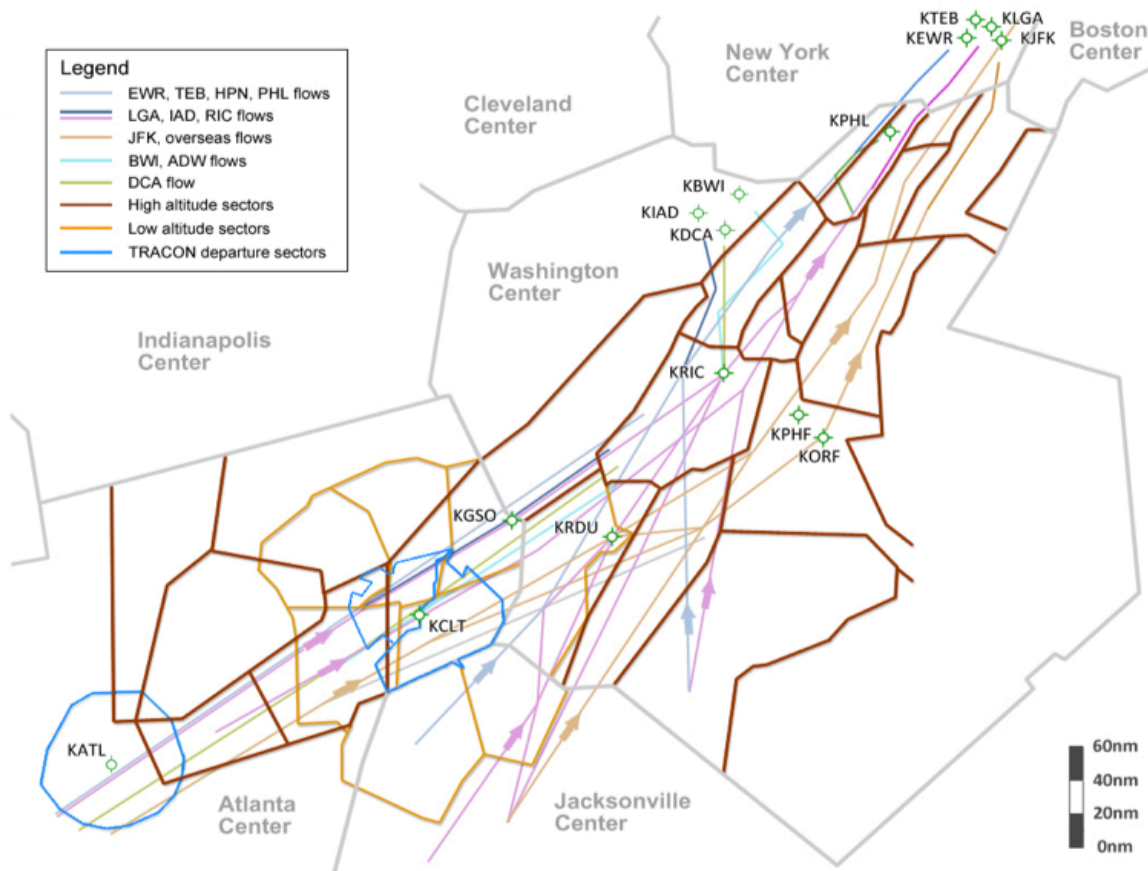 KTEB
KLGA
KEWR
KJFK
Boston
Center
New York
Center
Legend
EWR, TEB, HPN, PHL flows
LGA, IAD, RIC flows
JFK, overseas flows
BWI, ADW flows
DCA flow
High altitude sectors
Low altitude sectors
TRACON departure sectors
Cleveland
Center
KPHL
KBWI
KIAD
KDCA
Washington
Center
Indianapolis
Center
KRIC
KPHF
KORF
KGSO
KRDU
KCLT
KATL
Atlanta
Center
Jacksonville
Center
60nm
40nm
20nm
0nm